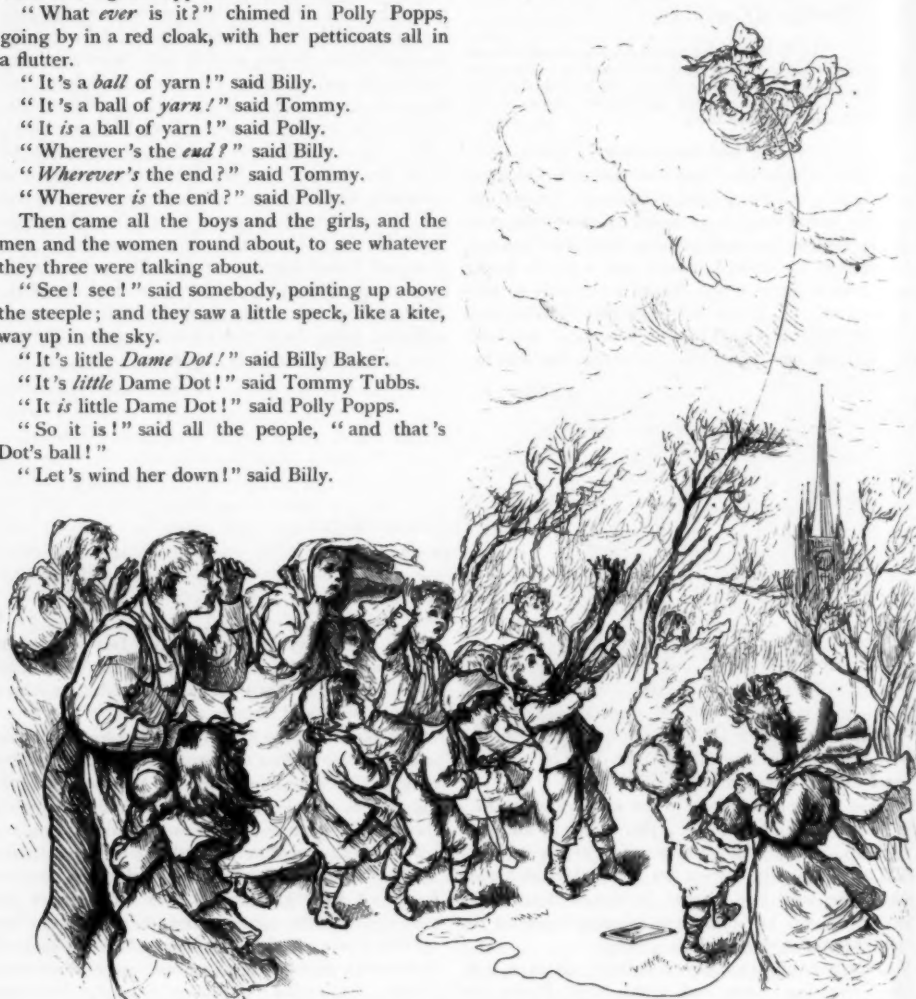 "What ever is it?" chimed in Polly Popps,
going by in a red cloak, with her petticoats all in
a flutter.
"It's a ball of yarn!" said Billy.
"It's a ball of yarn!" said Tommy.
"It is a ball of yarn!" said Polly.
"Wherever's the end?" said Billy.
"Wherever's the end?" said Tommy.
"Wherever is the end?" said Polly.
Then came all the boys and the girls, and the
men and the women round about, to see whatever
they three were talking about.
"See! see!" said somebody, pointing up above
the steeple; and they saw a little speck, like a kite,
way up in the sky.
"It's little Dame Dot!" said Billy Baker.
"It's little Dame Dot!" said Tommy Tubbs.
"It is little Dame Dot!" said Polly Popps.
"So it is!" said all the people, "and that's
Dot's ball!"
"Let's wind her down!" said Billy.